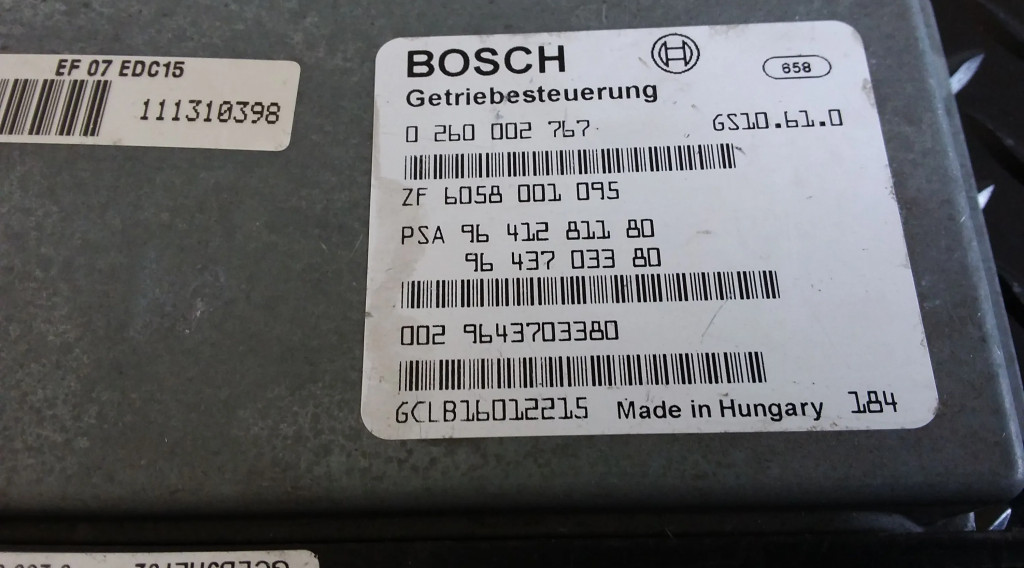 EF 07 EDC15
111310398
BOSCH
658
Getriebesteuerung
0 260 002 767
GS10.61.0
ZF 6058 001 095
PSA 96 412 811 80
96 437 033 80
002 9643703380
GCLB16012215 Made in Hungary 184